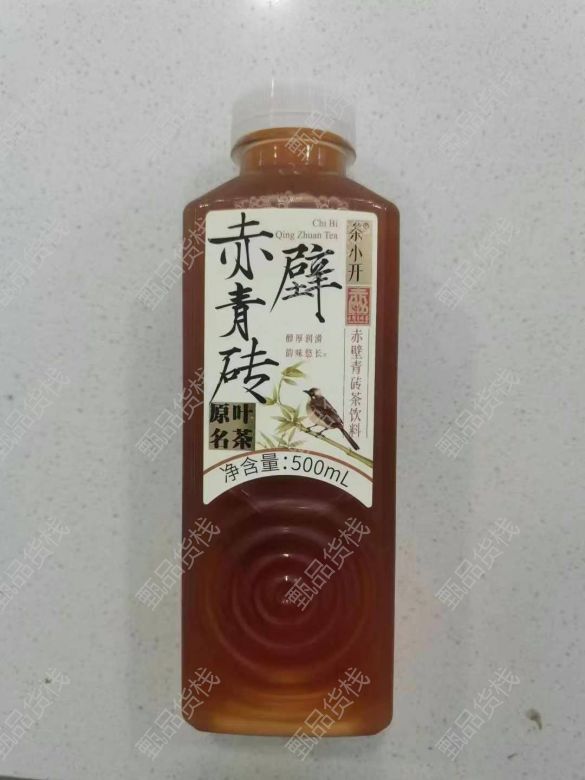 赤壁
青砖
Chi Bi
Qing Zhuan Tea
茶小开®
赤壁青砖茶饮料
醇厚润滑
韵味悠长。
原叶
名茶
净含量:500mL
甄品货栈